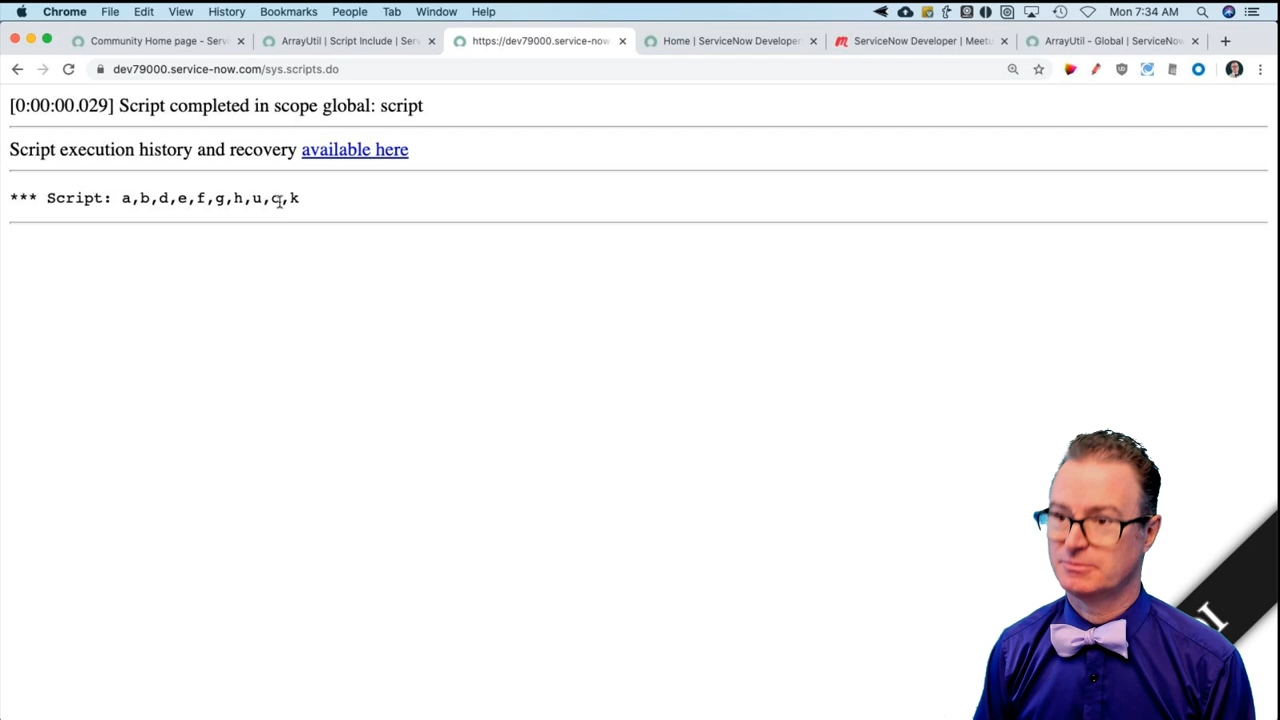 Chrome File Edit View History Bookmarks People Tab Window Help Mon 7:34 AM
Community Home page - Serv ArrayUtil | Script Include | Serv https://dev79000.service-now Home | ServiceNow Developer ServiceNow Developer | Meetu ArrayUtil - Global | ServiceNow
dev79000.service-now.com/sys.scripts.do
[0:00:00.029] Script completed in scope global: script
Script execution history and recovery available here
*** Script: a,b,d,e,f,g,h,u,c,k